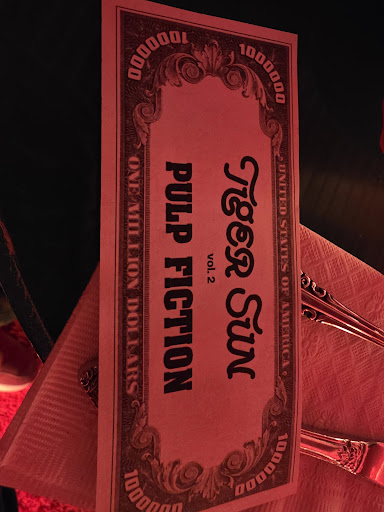 1000000 UNITED STATES OF AMERICA 1000000
TIGER SUN
vol. 2
PULP FICTION
1000000 ONE MILLION DOLLARS 1000000